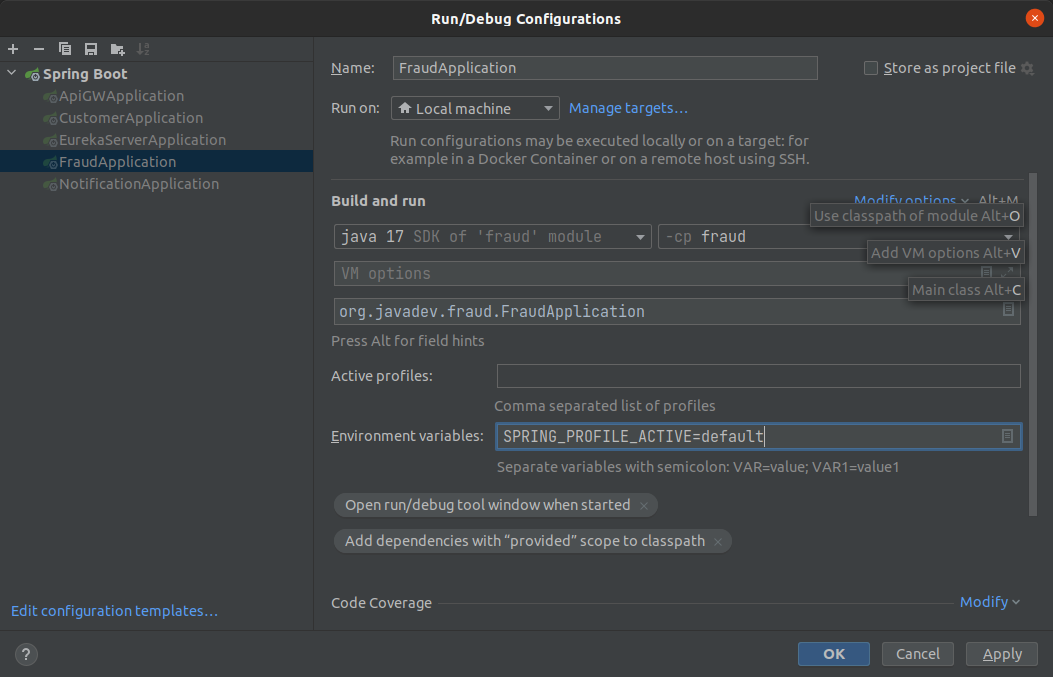 Run/Debug Configurations
Spring Boot
ApiGWApplication
CustomerApplication
EurekaServerApplication
FraudApplication
NotificationApplication
Edit configuration templates…
Name:
FraudApplication
Store as project file
Run on:
Local machine
Manage targets…
Run configurations may be executed locally or on a target: for
example in a Docker Container or on a remote host using SSH.
Build and run
Modify options
Alt+M
Use classpath of module Alt+O
java 17 SDK of 'fraud' module
-cp fraud
Add VM options Alt+V
VM options
Main class Alt+C
org.javadev.fraud.FraudApplication
Press Alt for field hints
Active profiles:
Comma separated list of profiles
Environment variables:
SPRING_PROFILE_ACTIVE=default
Separate variables with semicolon: VAR=value; VAR1=value1
Open run/debug tool window when started
Add dependencies with “provided” scope to classpath
Code Coverage
Modify
?
OK
Cancel
Apply